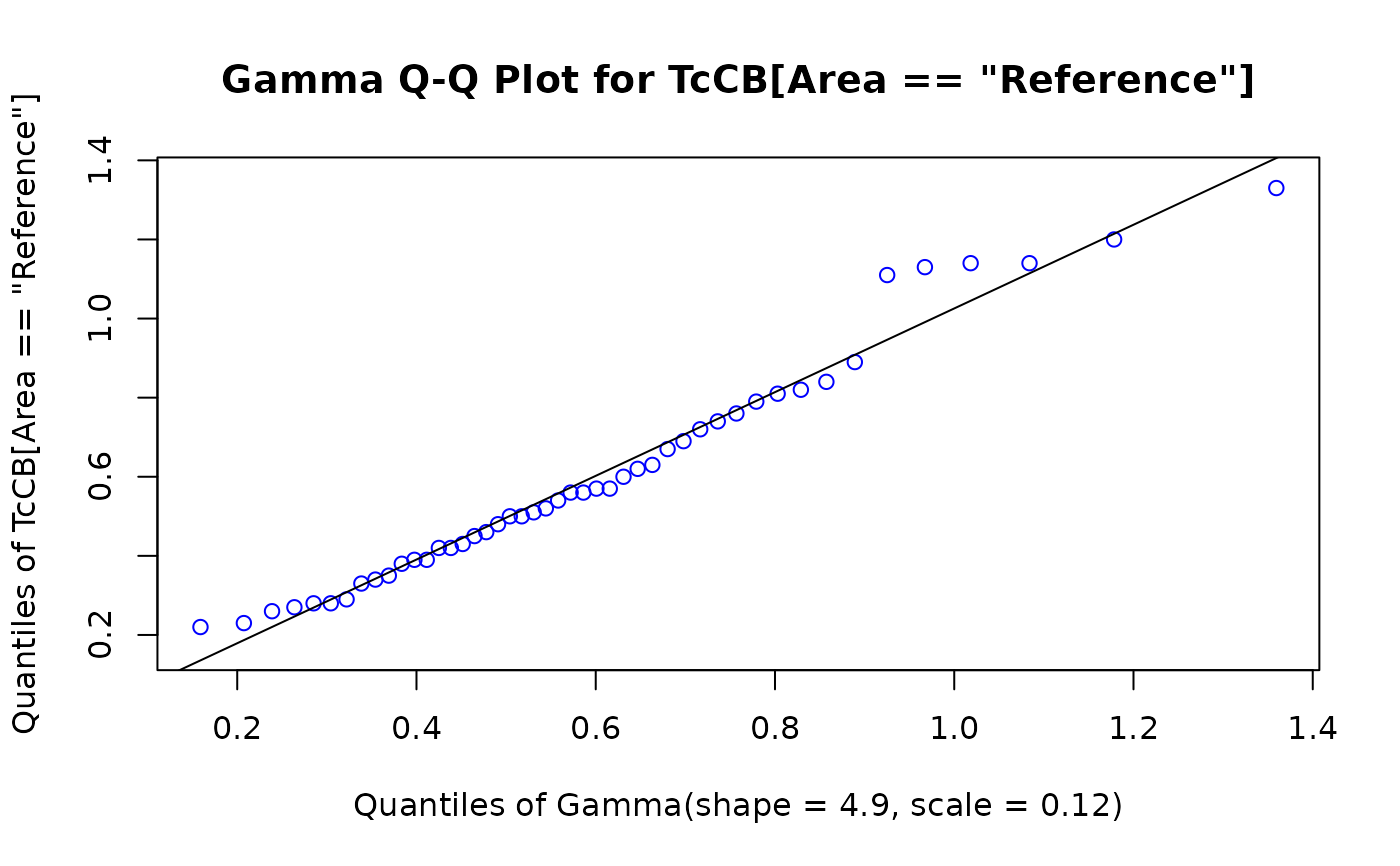 Gamma Q-Q Plot for TcCB[Area == "Reference"]
Quantiles of TcCB[Area == "Reference"]
1.4
1.0
0.6
0.2
0.2 0.4 0.6 0.8 1.0 1.2 1.4
Quantiles of Gamma(shape = 4.9, scale = 0.12)